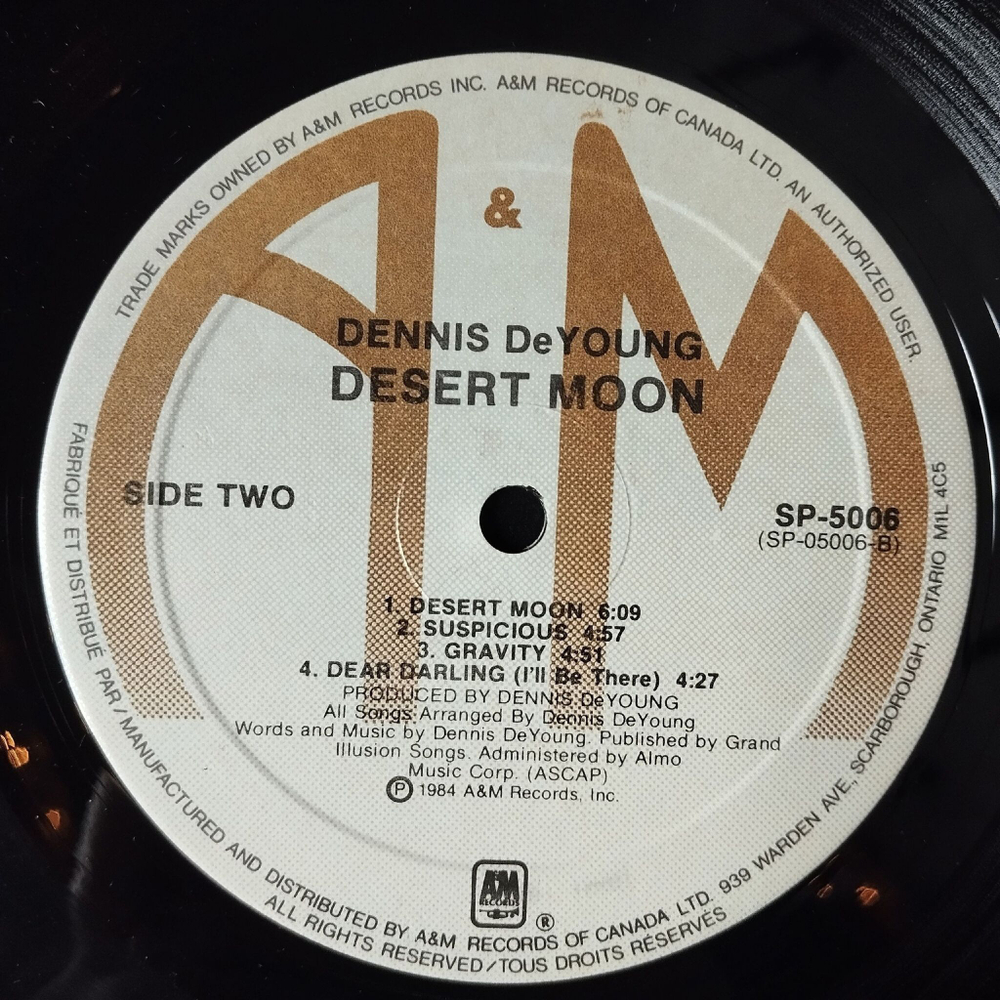 TRADE MARKS OWNED BY A&M RECORDS INC. A&M RECORDS OF CANADA LTD. AN AUTHORIZED USER
A & M
DENNIS DeYOUNG
DESERT MOON
SIDE TWO
SP-5006
(SP-05006-B)
1. DESERT MOON 6:09
2. SUSPICIOUS 4:57
3. GRAVITY 4:51
4. DEAR DARLING (I'll Be There) 4:27
PRODUCED BY DENNIS DeYOUNG
All Songs Arranged By Dennis DeYoung
Words and Music by Dennis DeYoung. Published by Grand
Illusion Songs. Administered by Almo
Music Corp. (ASCAP)
Ⓟ 1984 A&M Records, Inc.
A&M
RECORDS
®
FABRIQUÉ ET DISTRIBUÉ PAR / MANUFACTURED AND DISTRIBUTED BY A&M RECORDS OF CANADA LTD. 939 WARDEN AVE., SCARBOROUGH, ONTARIO M1L 4C5
ALL RIGHTS RESERVED/TOUS DROITS RÉSERVÉS